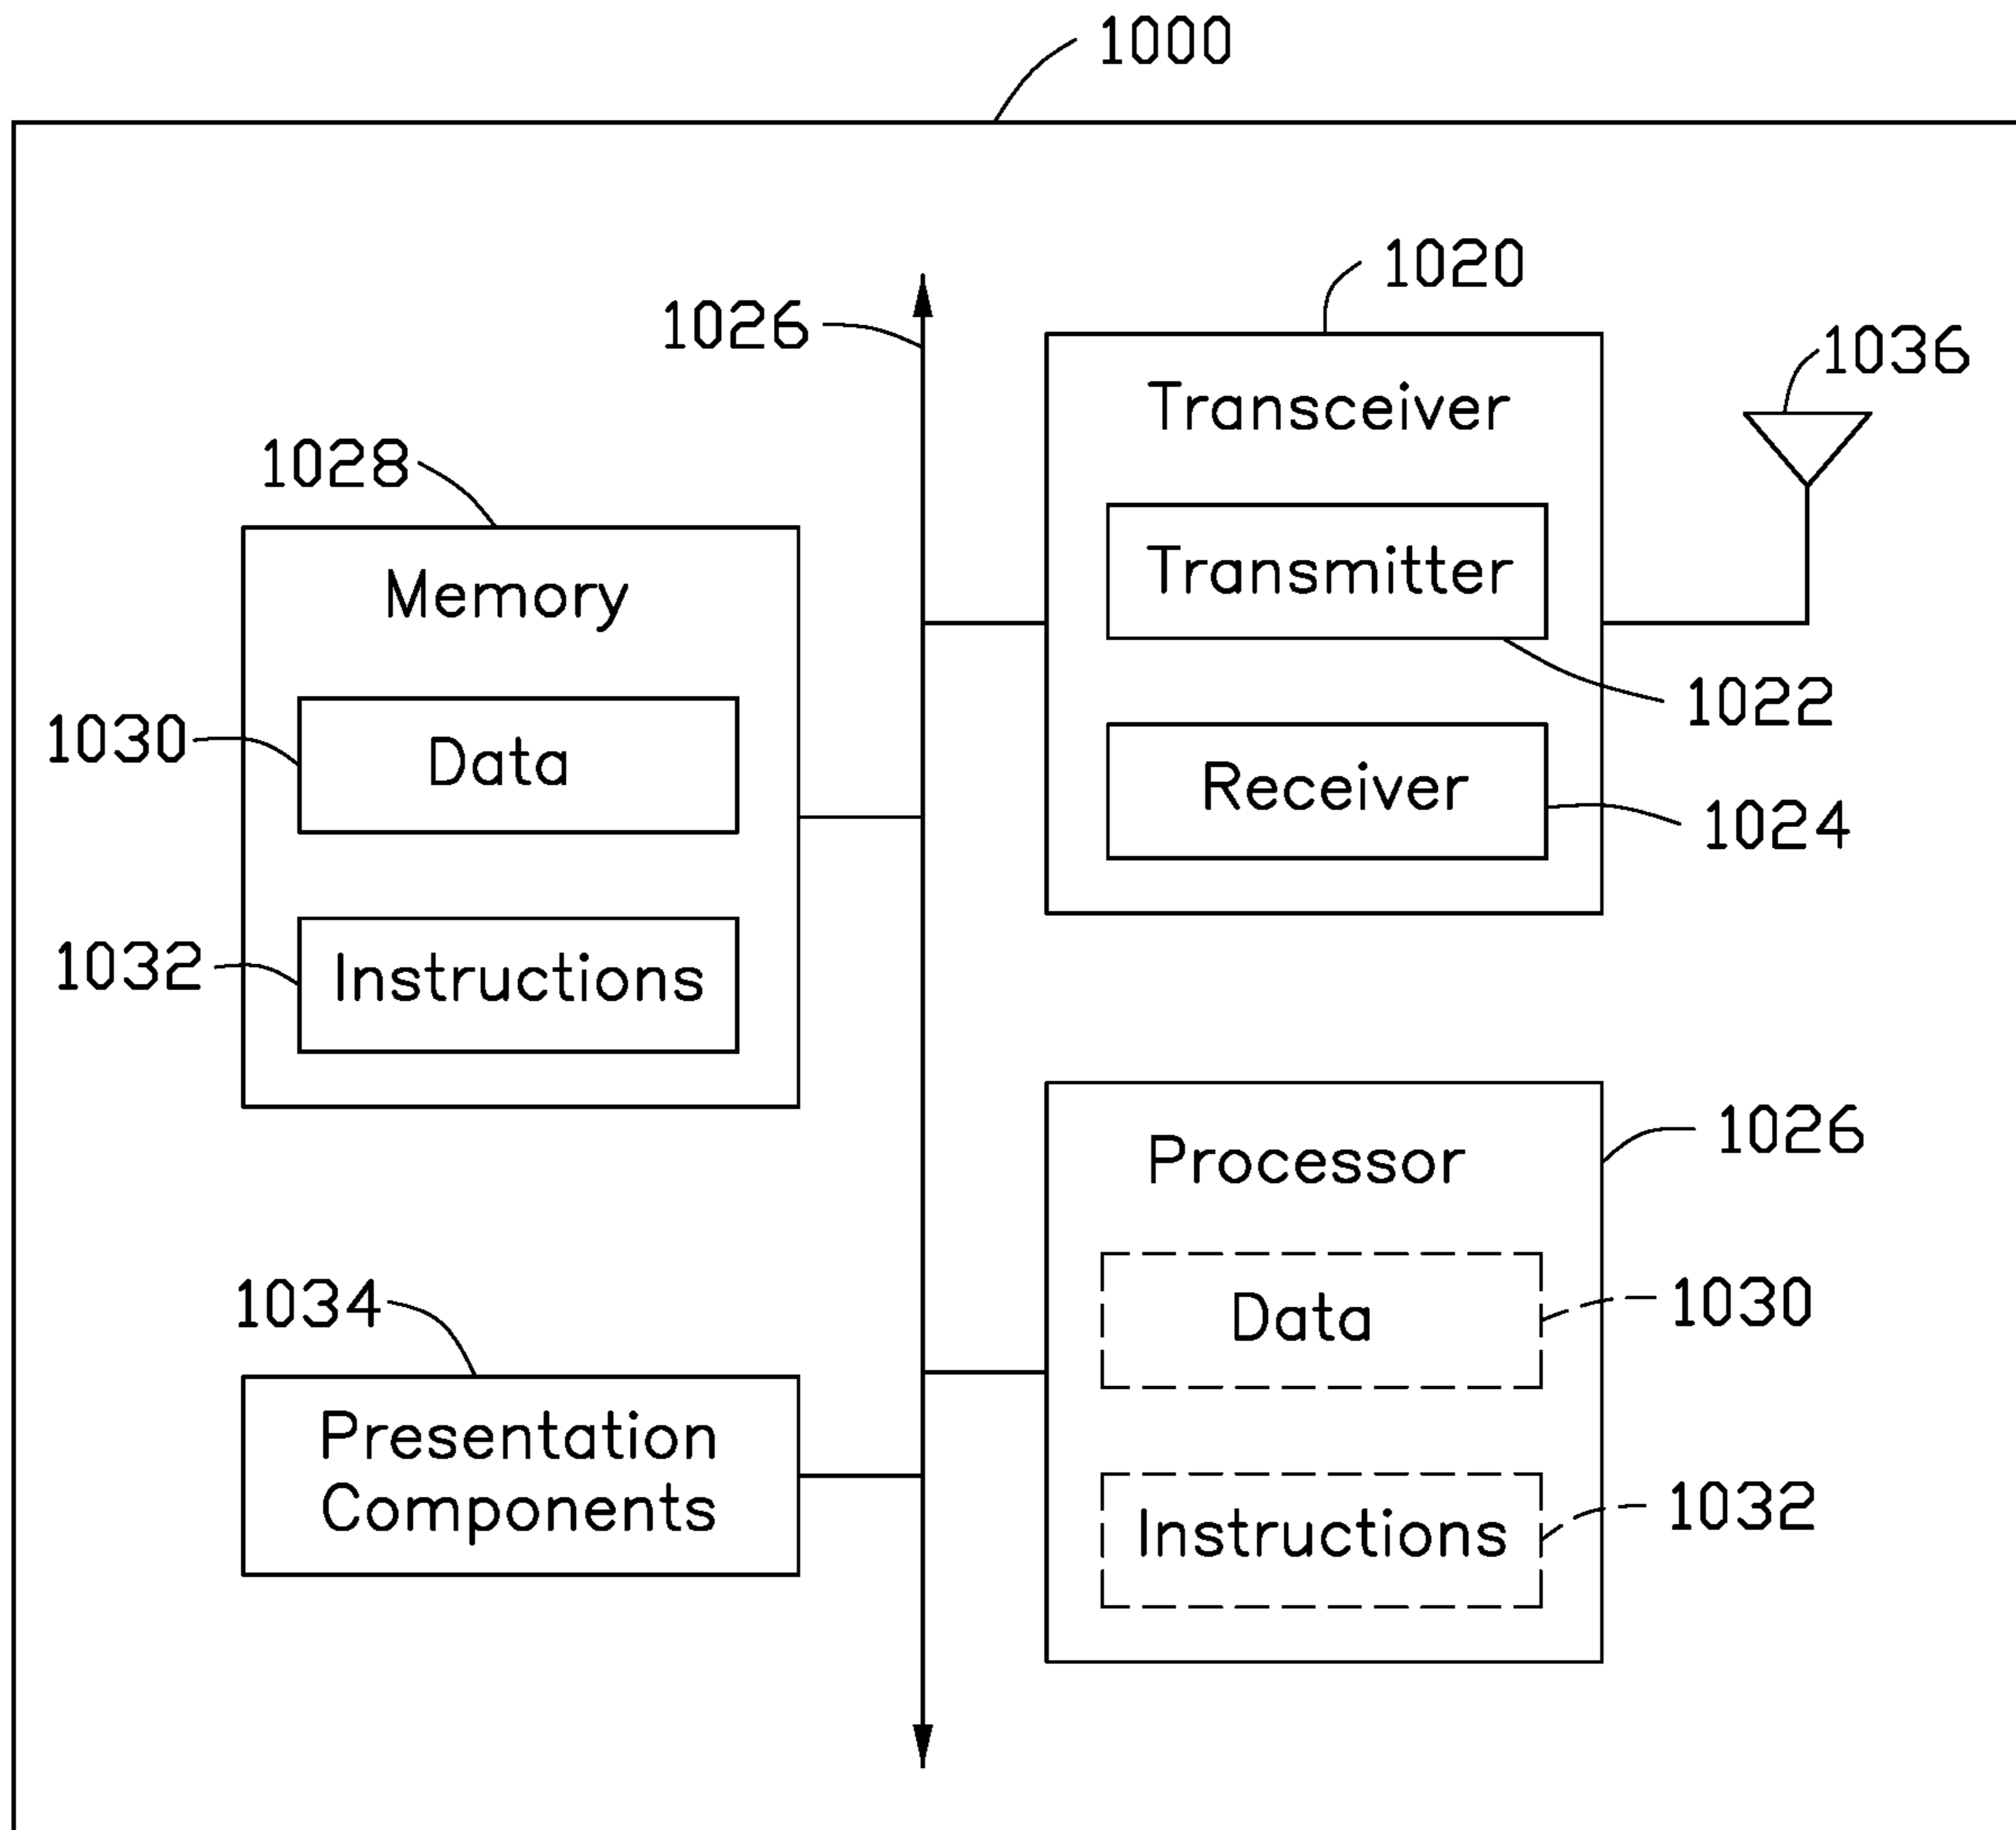 1000
1020
1026
1036
Transceiver
1028
Transmitter
Memory
1022
1030
Data
Receiver
1024
1032
Instructions
1026
Processor
1034
Data
1030
Presentation
Components
Instructions
1032